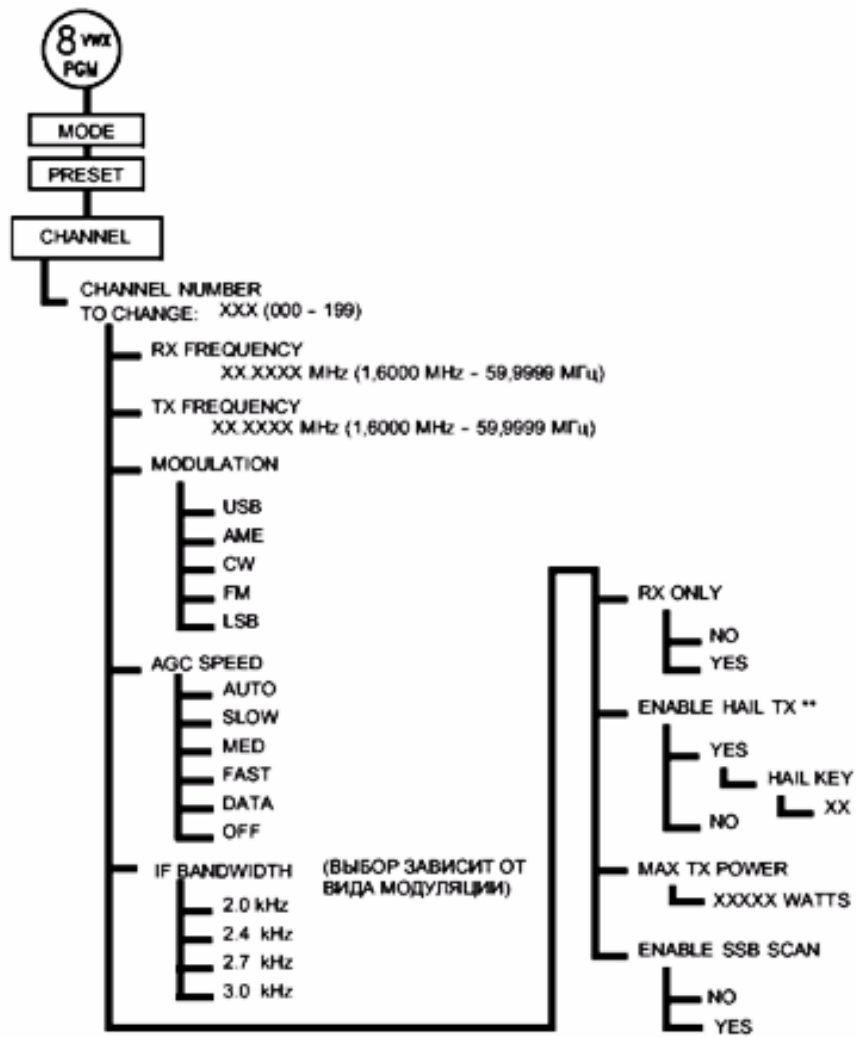 8 VWX
PGM
MODE
PRESET
CHANNEL
CHANNEL NUMBER
TO CHANGE: XXX (000 - 199)
RX FREQUENCY
XX.XXXX MHz (1,6000 MHz - 59,9999 МГц)
TX FREQUENCY
XX.XXXX MHz (1,6000 MHz - 59,9999 МГц)
MODULATION
USB
AME
CW
FM
LSB
AGC SPEED
AUTO
SLOW
MED
FAST
DATA
OFF
IF BANDWIDTH (ВЫБОР ЗАВИСИТ ОТ
ВИДА МОДУЛЯЦИИ)
2.0 kHz
2.4 kHz
2.7 kHz
3.0 kHz
RX ONLY
NO
YES
ENABLE HAIL TX **
YES
HAIL KEY
XX
NO
MAX TX POWER
XXXXX WATTS
ENABLE SSB SCAN
NO
YES